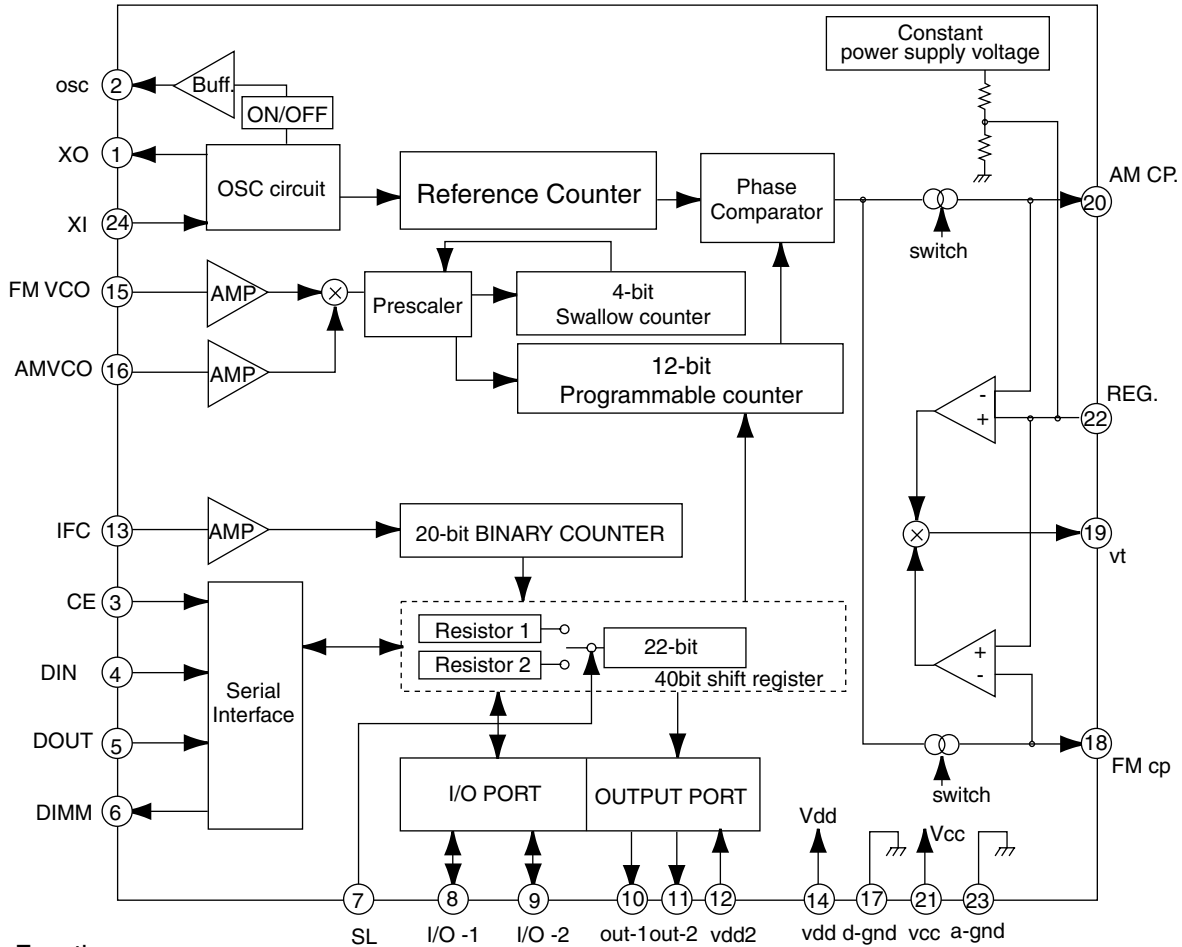 Constant
power supply voltage
osc
2
Buff.
ON/OFF
XO
1
OSC circuit
Reference Counter
Phase
Comparator
AM CP.
20
XI
24
switch
FM VCO
15
AMP
×
Prescaler
4-bit
Swallow counter
AMVCO
16
AMP
12-bit
Programmable counter
-
+
REG.
22
IFC
13
AMP
20-bit BINARY COUNTER
×
19
vt
CE
3
Resistor 1
Resistor 2
22-bit
40bit shift register
DIN
4
Serial
Interface
+
-
DOUT
5
18
FM cp
switch
DIMM
6
I/O PORT
OUTPUT PORT
Vdd
Vcc
7
8
9
10
11
12
14
17
21
23
SL
I/O -1
I/O -2
out-1
out-2
vdd2
vdd
d-gnd
vcc
a-gnd